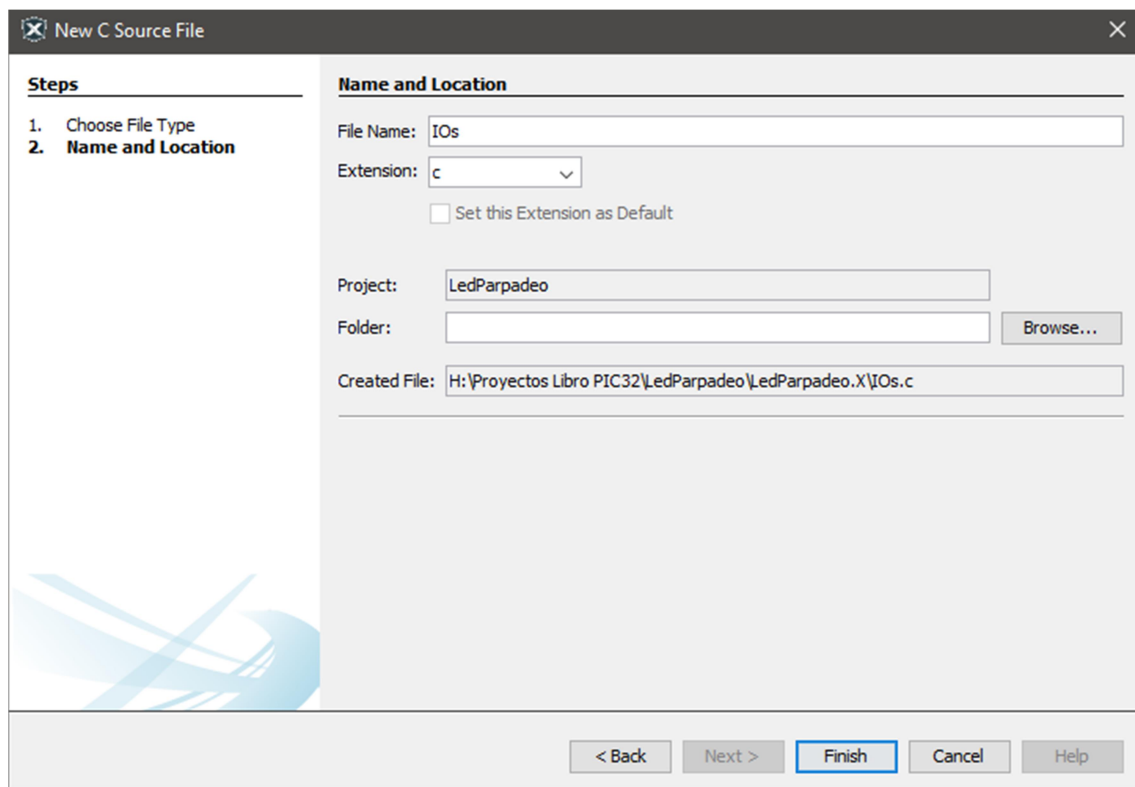 New C Source File
Steps
1. Choose File Type
2. Name and Location
Name and Location
File Name: IOs
Extension: c
Set this Extension as Default
Project: LedParpadeo
Folder: Browse...
Created File: H:\Proyectos Libro PIC32\LedParpadeo\LedParpadeo.X\IOs.c
< Back Next > Finish Cancel Help